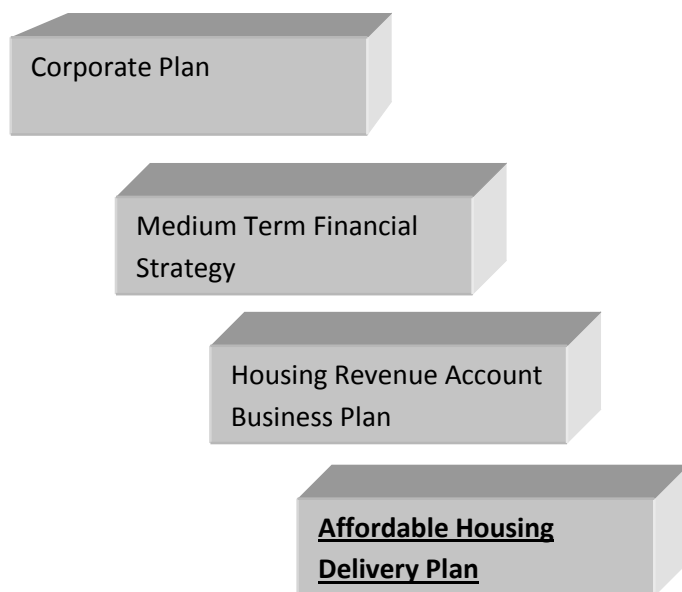 Corporate Plan
Medium Term Financial
Strategy
Housing Revenue Account
Business Plan
Affordable Housing
Delivery Plan